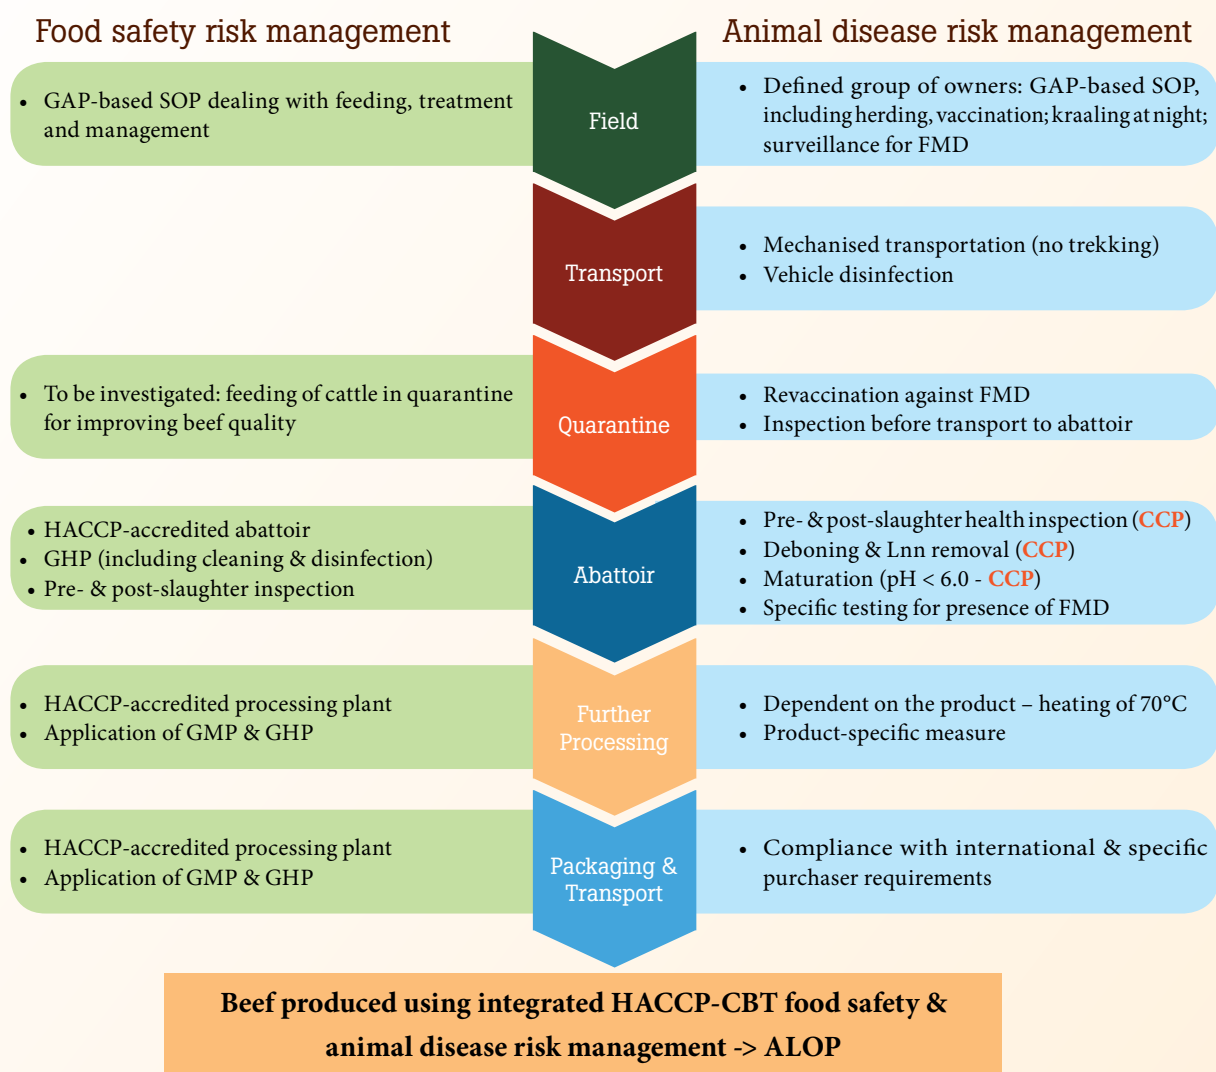 Food safety risk management
Animal disease risk management
• GAP-based SOP dealing with feeding, treatment
and management
Field
• Defined group of owners: GAP-based SOP,
including herding, vaccination; kraaling at night;
surveillance for FMD
Transport
• Mechanised transportation (no trekking)
• Vehicle disinfection
• To be investigated: feeding of cattle in quarantine
for improving beef quality
Quarantine
• Revaccination against FMD
• Inspection before transport to abattoir
• HACCP-accredited abattoir
• GHP (including cleaning & disinfection)
• Pre- & post-slaughter inspection
Abattoir
• Pre- & post-slaughter health inspection (CCP)
• Deboning & Lnn removal (CCP)
• Maturation (pH < 6.0 - CCP)
• Specific testing for presence of FMD
• HACCP-accredited processing plant
• Application of GMP & GHP
Further
Processing
• Dependent on the product – heating of 70°C
• Product-specific measure
• HACCP-accredited processing plant
• Application of GMP & GHP
Packaging &
Transport
• Compliance with international & specific
purchaser requirements
Beef produced using integrated HACCP-CBT food safety &
animal disease risk management -> ALOP